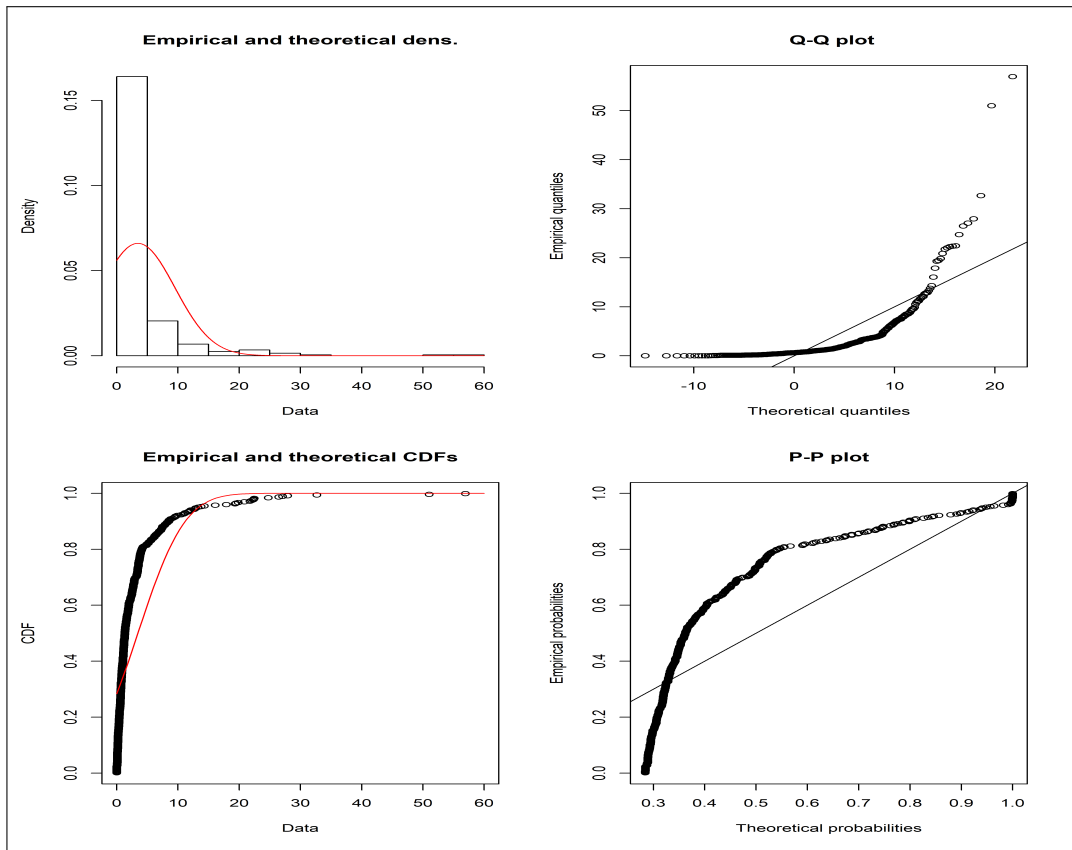 Empirical and theoretical dens.
Density
0.00 0.05 0.10 0.15
0 10 20 30 40 50 60
Data
Q-Q plot
Empirical quantiles
0 10 20 30 40 50
-10 0 10 20
Theoretical quantiles
Empirical and theoretical CDFs
CDF
0.0 0.2 0.4 0.6 0.8 1.0
0 10 20 30 40 50 60
Data
P-P plot
Empirical probabilities
0.0 0.2 0.4 0.6 0.8 1.0
0.3 0.4 0.5 0.6 0.7 0.8 0.9 1.0
Theoretical probabilities